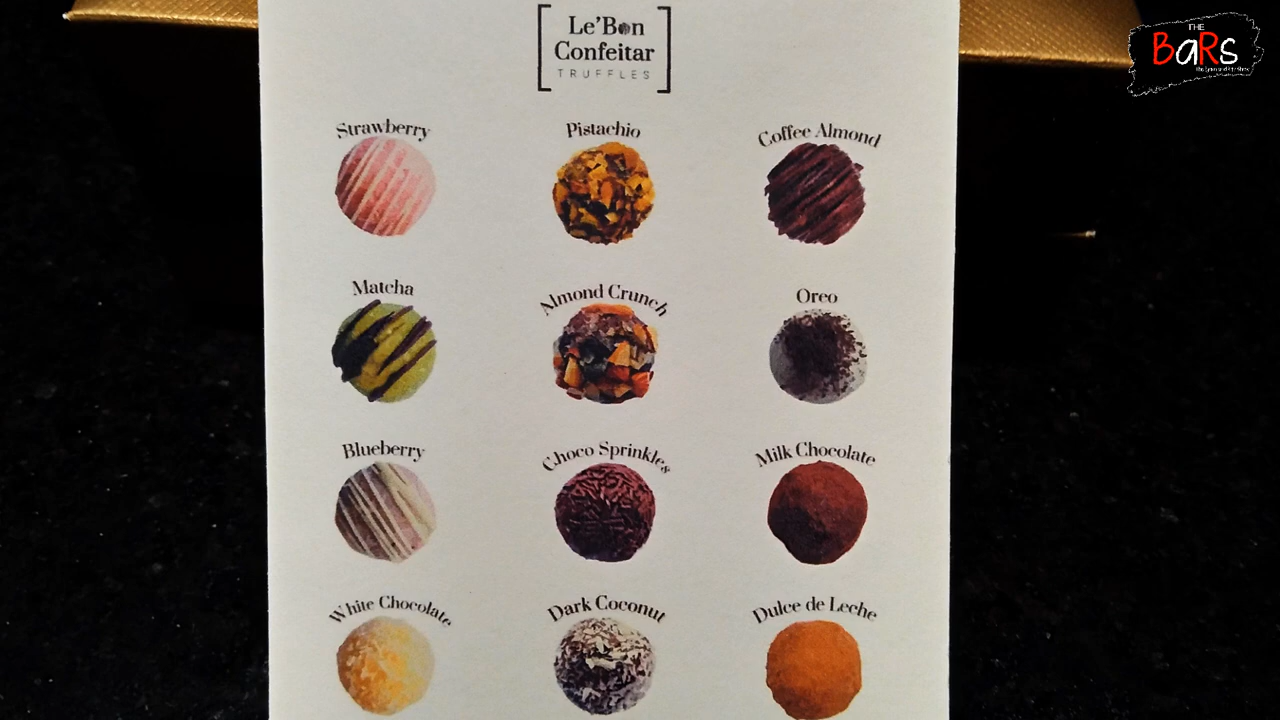 Le'Bon
Confeitar
TRUFFLES
THE
BaRs
Strawberry
Pistachio
Coffee Almond
Matcha
Almond Crunch
Oreo
Blueberry
Choco Sprinkles
Milk Chocolate
White Chocolate
Dark Coconut
Dulce de Leche